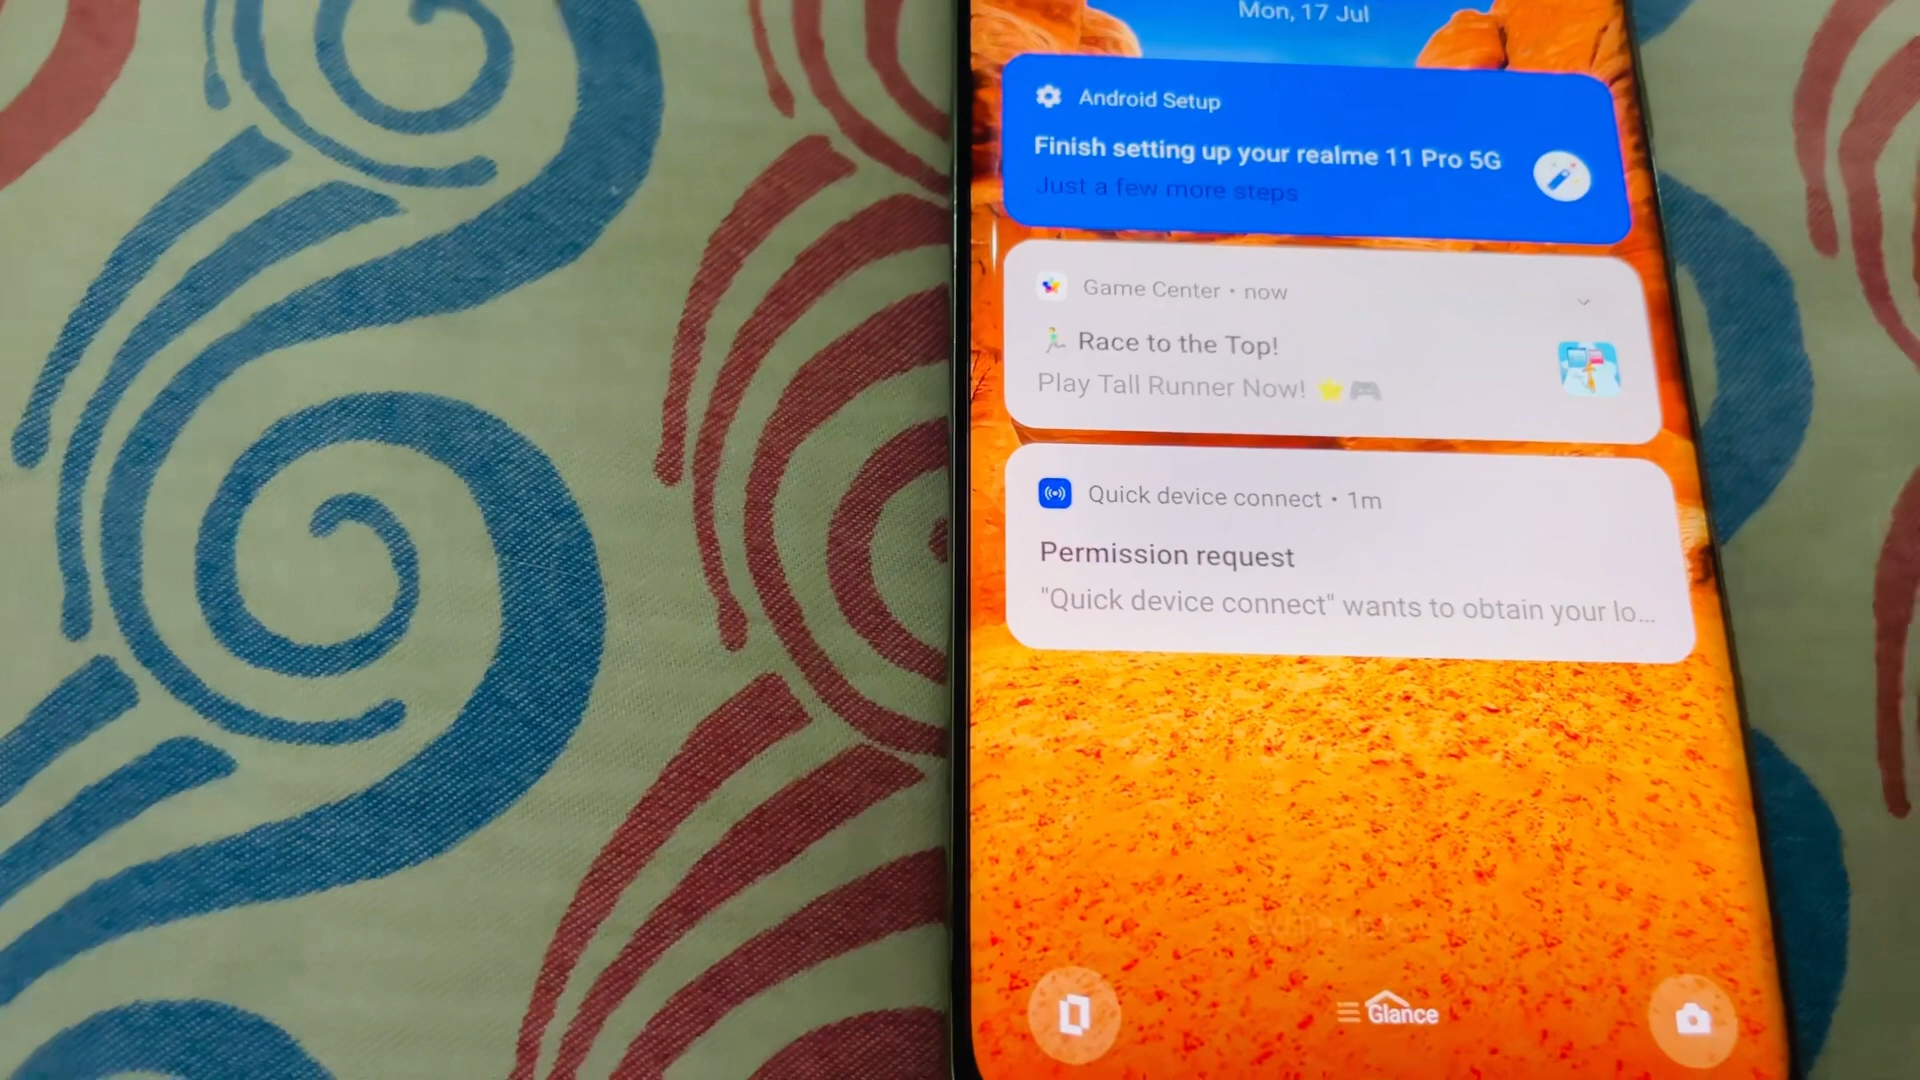 Mon, 17 Jul
Android Setup
Finish setting up your realme 11 Pro 5G
Just a few more steps
Game Center • now
🏃 Race to the Top!
Play Tall Runner Now! ⭐🎮
Quick device connect • 1m
Permission request
"Quick device connect" wants to obtain your lo...
Glance